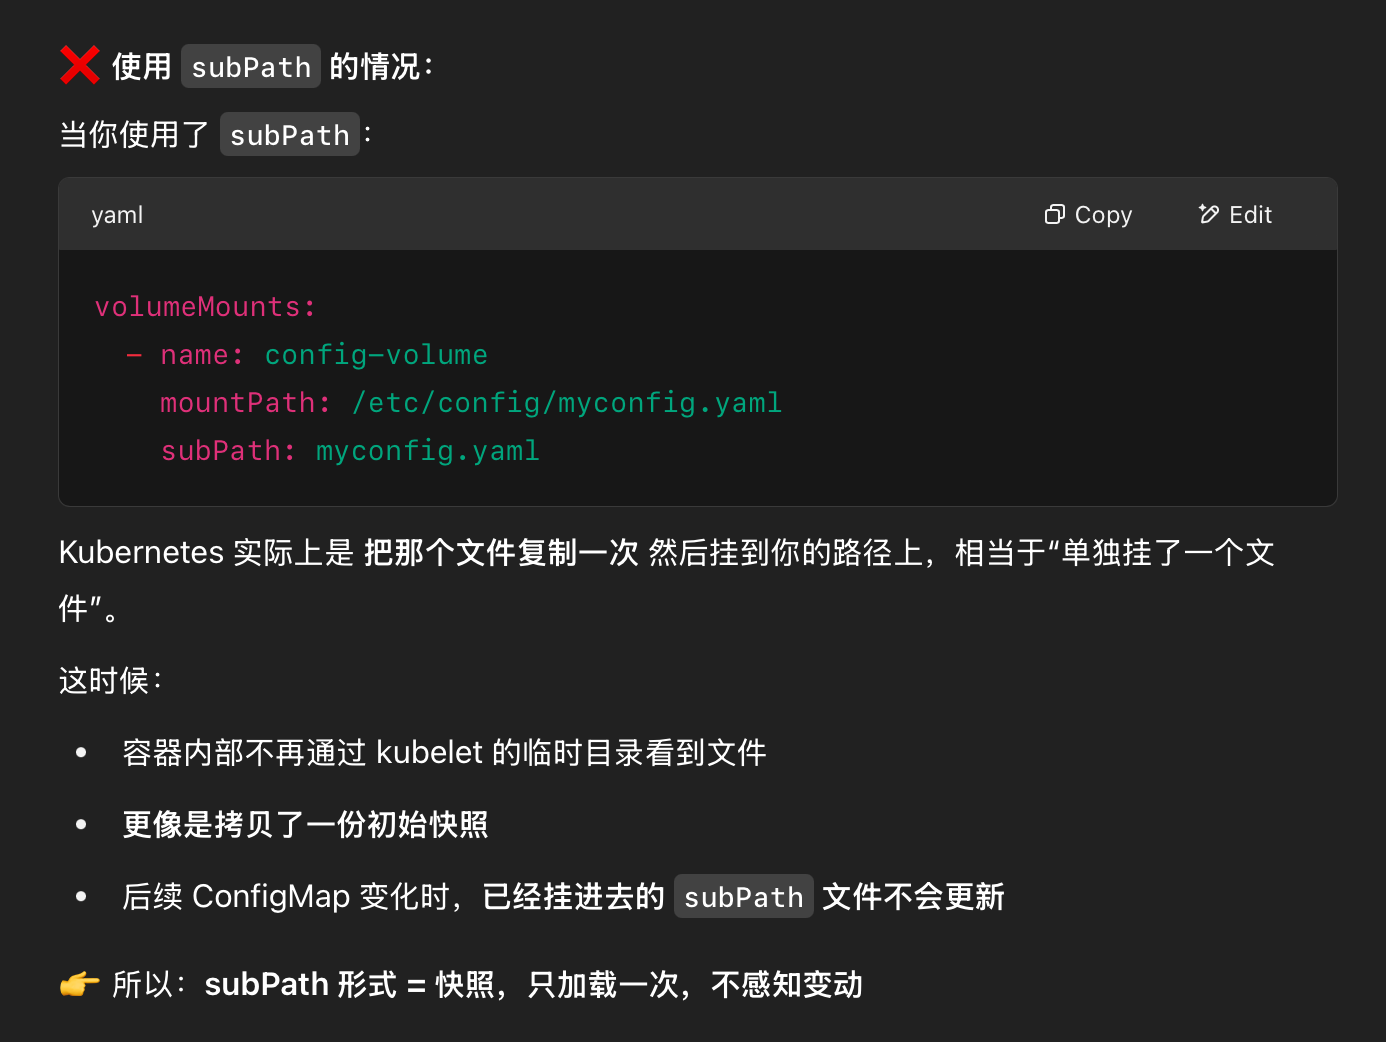 ❌ 使用 subPath 的情况：
当你使用了 subPath：
yaml
Copy
Edit
volumeMounts:
  - name: config-volume
    mountPath: /etc/config/myconfig.yaml
    subPath: myconfig.yaml
Kubernetes 实际上是 把那个文件复制一次 然后挂到你的路径上，相当于“单独挂了一个文
件”。
这时候：
• 容器内部不再通过 kubelet 的临时目录看到文件
• 更像是拷贝了一份初始快照
• 后续 ConfigMap 变化时，已经挂进去的 subPath 文件不会更新
👉 所以：subPath 形式 = 快照，只加载一次，不感知变动